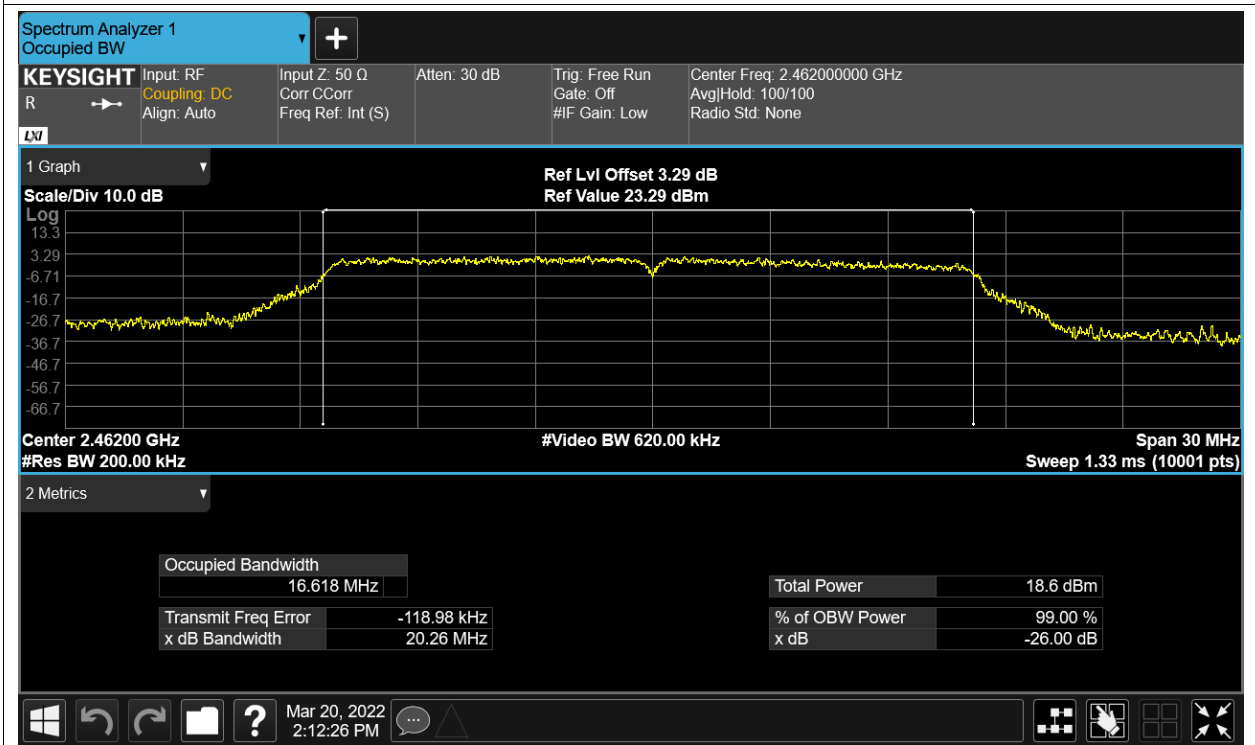 Spectrum Analyzer 1
Occupied BW
KEYSIGHT
R
LXI
Input: RF
Coupling: DC
Align: Auto
Input Z: 50 Ω
Corr CCorr
Freq Ref: Int (S)
Atten: 30 dB
Trig: Free Run
Gate: Off
#IF Gain: Low
Center Freq: 2.462000000 GHz
Avg|Hold: 100/100
Radio Std: None
1 Graph
Scale/Div 10.0 dB
Ref Lvl Offset 3.29 dB
Ref Value 23.29 dBm
Log
13.3
3.29
-6.71
-16.7
-26.7
-36.7
-46.7
-56.7
-66.7
Center 2.46200 GHz
#Res BW 200.00 kHz
#Video BW 620.00 kHz
Span 30 MHz
Sweep 1.33 ms (10001 pts)
2 Metrics
Occupied Bandwidth
16.618 MHz
Transmit Freq Error -118.98 kHz
x dB Bandwidth 20.26 MHz
Total Power 18.6 dBm
% of OBW Power 99.00 %
x dB -26.00 dB
?
Mar 20, 2022
2:12:26 PM